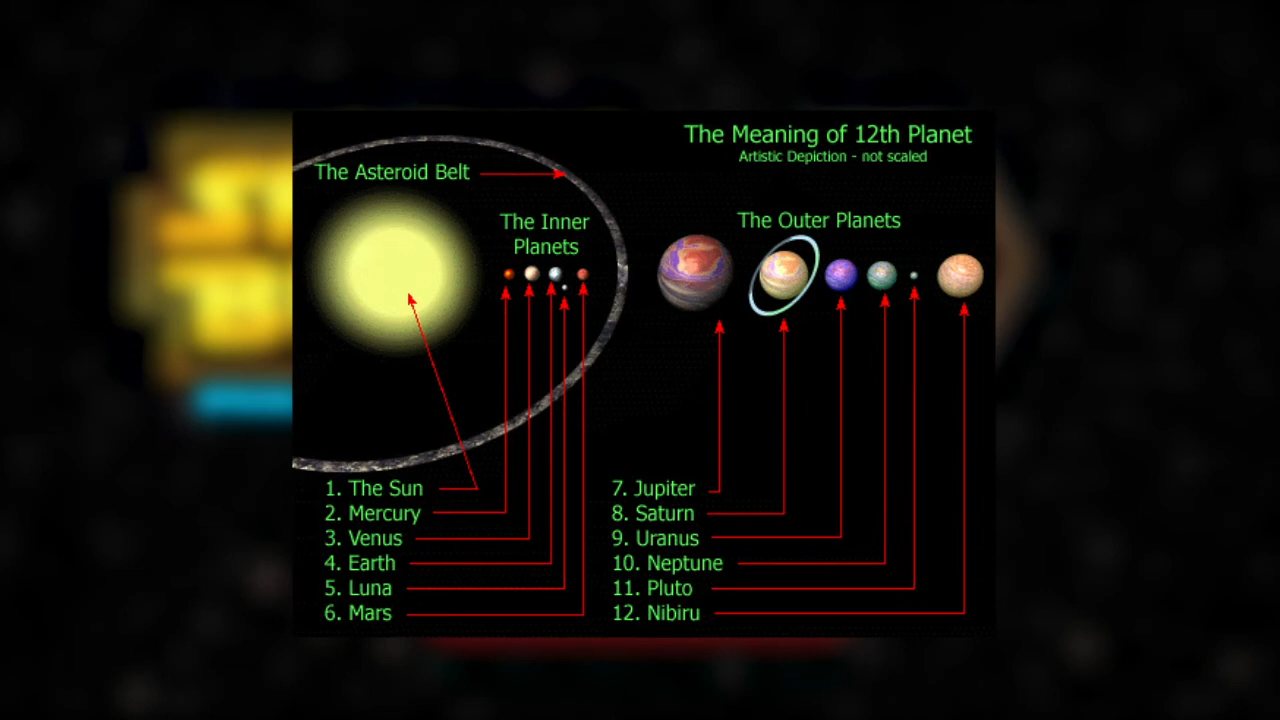 The Meaning of 12th Planet
Artistic Depiction - not scaled
The Asteroid Belt
The Inner
Planets
The Outer Planets
1. The Sun
2. Mercury
3. Venus
4. Earth
5. Luna
6. Mars
7. Jupiter
8. Saturn
9. Uranus
10. Neptune
11. Pluto
12. Nibiru